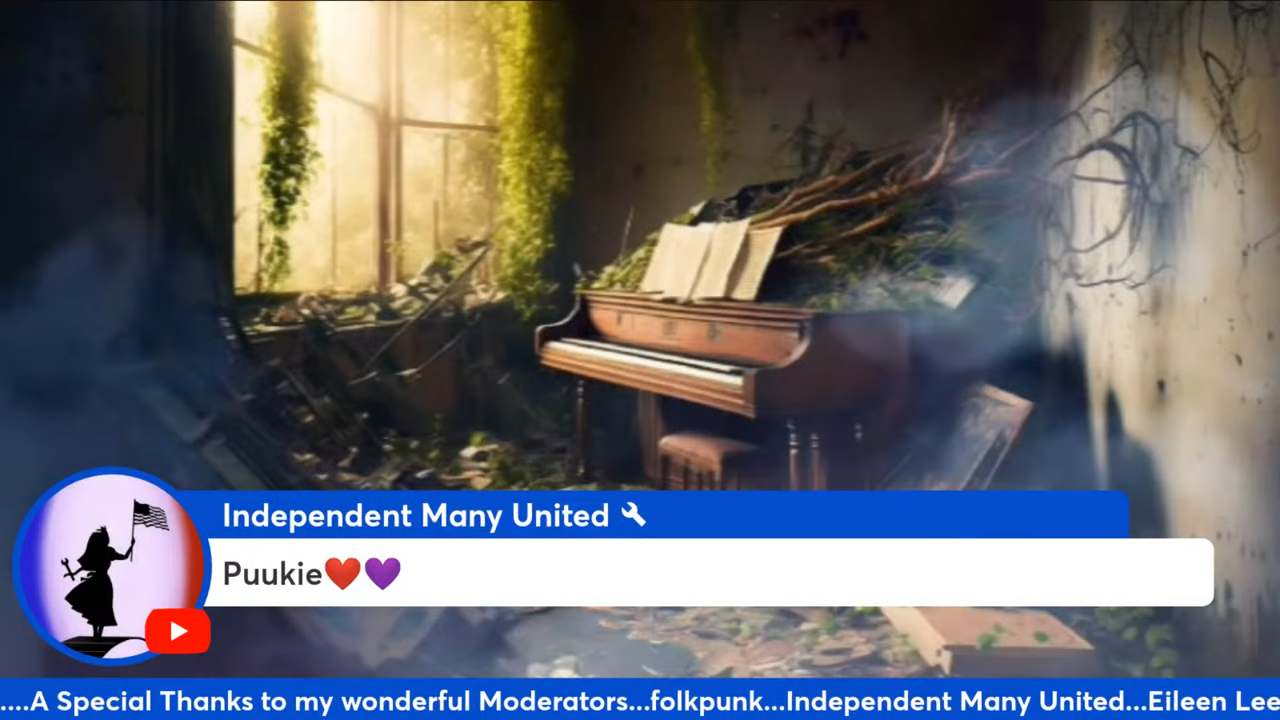 Independent Many United 🔧
Puukie❤️💜
....A Special Thanks to my wonderful Moderators...folkpunk...Independent Many United...Eileen Lee